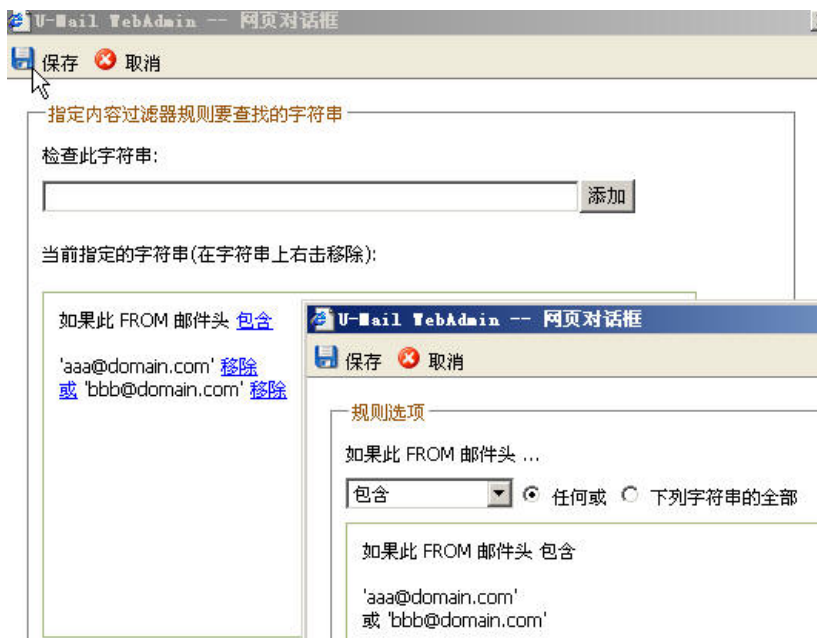 U-Mail WebAdmin -- 网页对话框
保存 取消
指定内容过滤器规则要查找的字符串
检查此字符串:
添加
当前指定的字符串(在字符串上右击移除):
如果此 FROM 邮件头 包含
'aaa@domain.com' 移除
或 'bbb@domain.com' 移除
U-Mail WebAdmin -- 网页对话框
保存 取消
规则选项
如果此 FROM 邮件头 ...
包含 任何或 下列字符串的全部
如果此 FROM 邮件头 包含
'aaa@domain.com'
或 'bbb@domain.com'